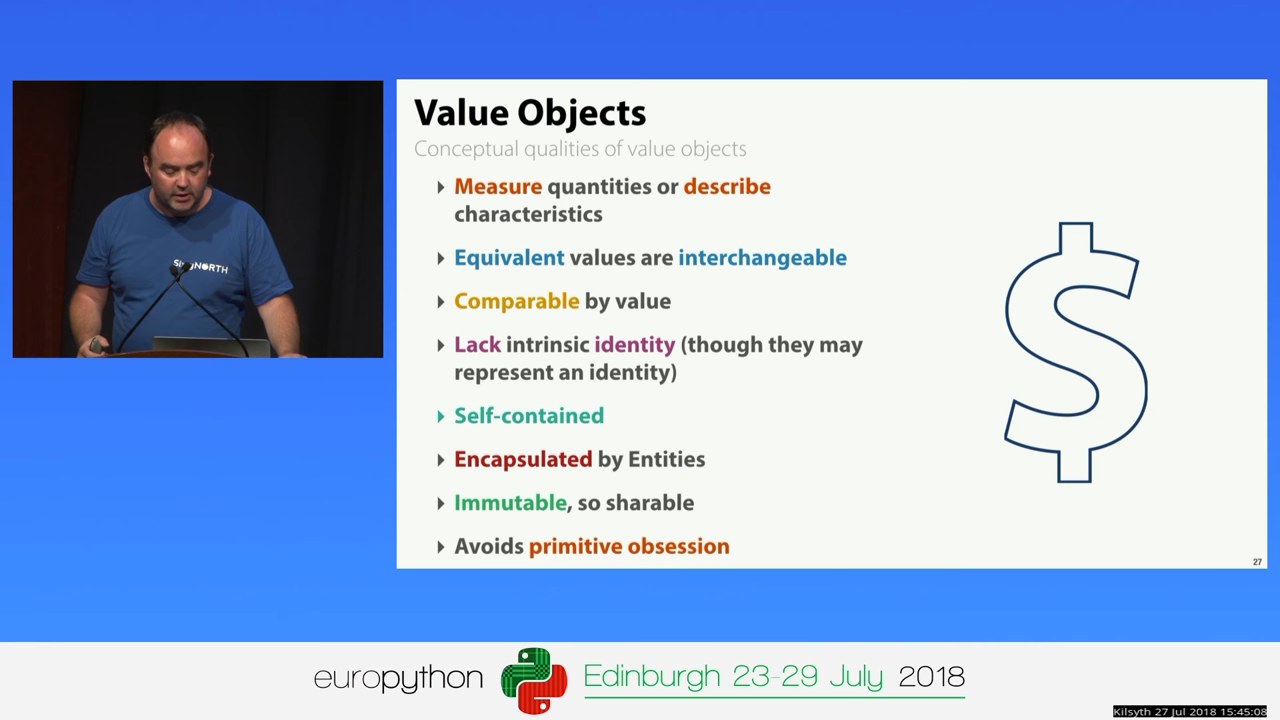 Value Objects
Conceptual qualities of value objects
Measure quantities or describe
characteristics
Equivalent values are interchangeable
Comparable by value
Lack intrinsic identity (though they may
represent an identity)
Self-contained
Encapsulated by Entities
Immutable, so sharable
Avoids primitive obsession
$
27
europython
Edinburgh 23-29 July 2018
Kilsyth 27 Jul 2018 15:45:08